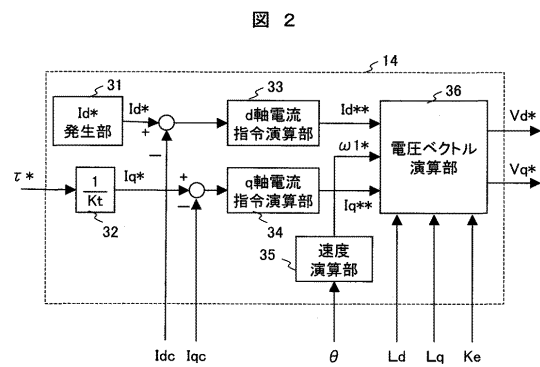 図 2
14
31
Id*
発生部
Id*
+
−
33
d軸電流
指令演算部
Id**
36
電圧ベクトル
演算部
Vd*
Vq*
ω1*
τ*
1
Kt
32
Iq*
+
−
q軸電流
指令演算部
34
Iq**
35
速度
演算部
Idc
Iqc
θ
Ld
Lq
Ke